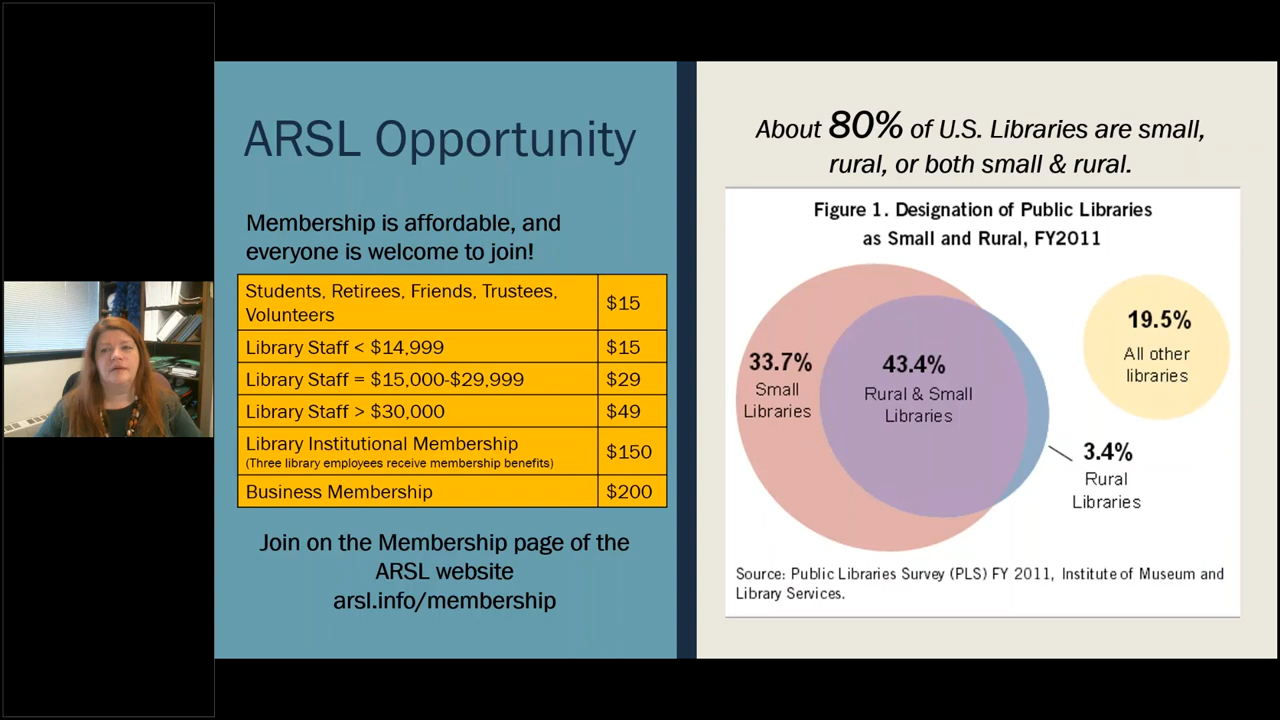 ARSL Opportunity
Membership is affordable, and
everyone is welcome to join!
Students, Retirees, Friends, Trustees,
Volunteers
$15
Library Staff < $14,999
$15
Library Staff = $15,000-$29,999
$29
Library Staff > $30,000
$49
Library Institutional Membership
(Three library employees receive membership benefits)
$150
Business Membership
$200
Join on the Membership page of the
ARSL website
arsl.info/membership
About 80% of U.S. Libraries are small,
rural, or both small & rural.
Figure 1. Designation of Public Libraries
as Small and Rural, FY2011
33.7%
Small
Libraries
43.4%
Rural & Small
Libraries
19.5%
All other
libraries
3.4%
Rural
Libraries
Source: Public Libraries Survey (PLS) FY 2011, Institute of Museum and
Library Services.